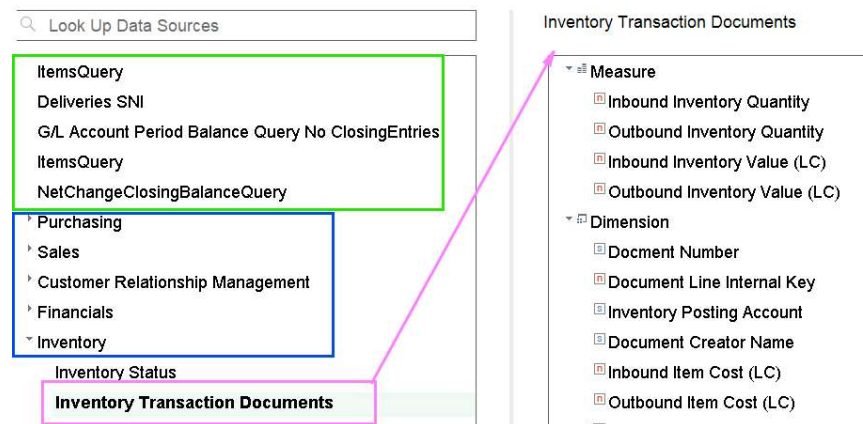 Look Up Data Sources
ItemsQuery
Deliveries SNI
G/L Account Period Balance Query No ClosingEntries
ItemsQuery
NetChangeClosingBalanceQuery
Purchasing
Sales
Customer Relationship Management
Financials
Inventory
Inventory Status
Inventory Transaction Documents
Inventory Transaction Documents
Measure
n Inbound Inventory Quantity
n Outbound Inventory Quantity
n Inbound Inventory Value (LC)
n Outbound Inventory Value (LC)
Dimension
s Docment Number
n Document Line Internal Key
s Inventory Posting Account
s Document Creator Name
n Inbound Item Cost (LC)
n Outbound Item Cost (LC)